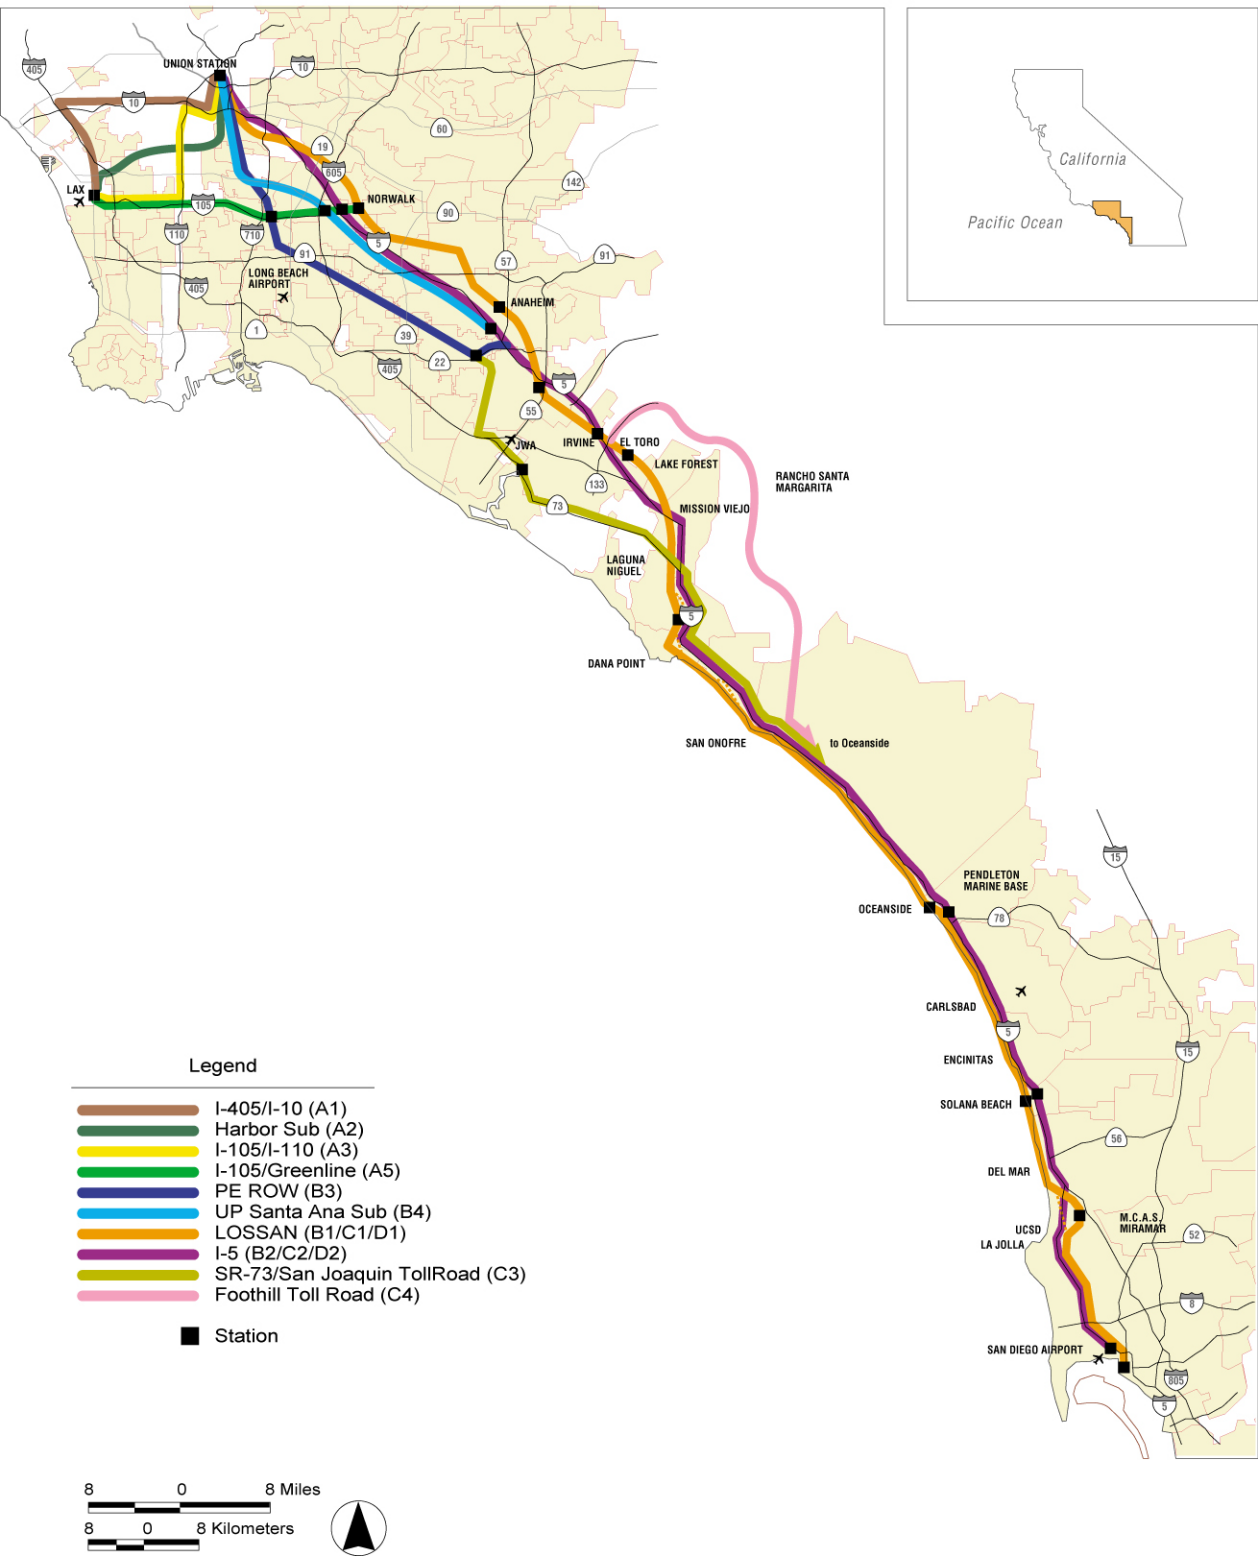 UNION STATION
405
10
10
60
19
605
142
LAX
105
NORWALK
90
110
710
5
91
57
91
LONG BEACH
AIRPORT
405
ANAHEIM
1
39
22
405
5
55
JWA
IRVINE
EL TORO
LAKE FOREST
133
RANCHO SANTA
MARGARITA
73
MISSION VIEJO
LAGUNA
NIGUEL
5
DANA POINT
SAN ONOFRE
to Oceanside
California
Pacific Ocean
15
PENDLETON
MARINE BASE
OCEANSIDE
78
CARLSBAD
5
15
ENCINITAS
SOLANA BEACH
56
DEL MAR
M.C.A.S.
MIRAMAR
UCSD
LA JOLLA
52
8
SAN DIEGO AIRPORT
805
5
Legend
I-405/I-10 (A1)
Harbor Sub (A2)
I-105/I-110 (A3)
I-105/Greenline (A5)
PE ROW (B3)
UP Santa Ana Sub (B4)
LOSSAN (B1/C1/D1)
I-5 (B2/C2/D2)
SR-73/San Joaquin TollRoad (C3)
Foothill Toll Road (C4)
Station
8 0 8 Miles
8 0 8 Kilometers